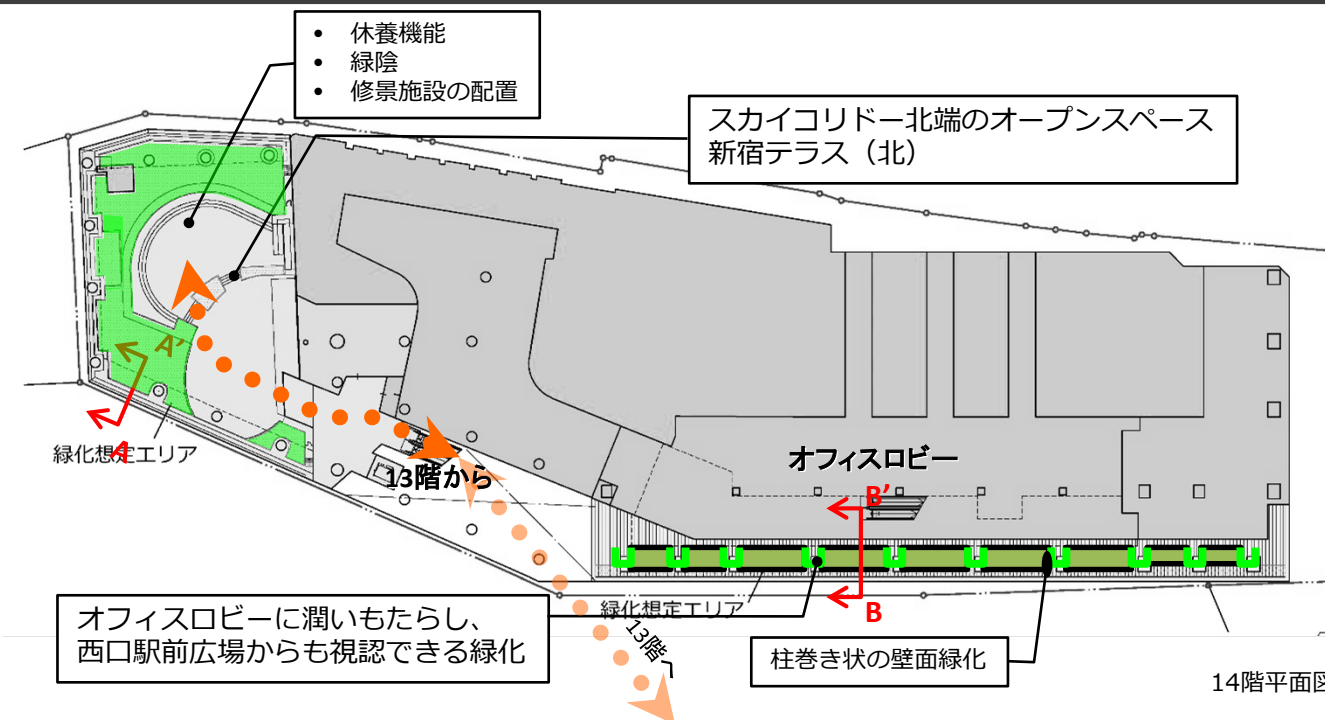 • 休養機能
• 緑陰
• 修景施設の配置
スカイコリドー北端のオープンスペース
新宿テラス（北）
A’
A
緑化想定エリア
13階から
オフィスロビー
B’
B
緑化想定エリア
13階へ
オフィスロビーに潤いもたらし、
西口駅前広場からも視認できる緑化
柱巻き状の壁面緑化
14階平面図